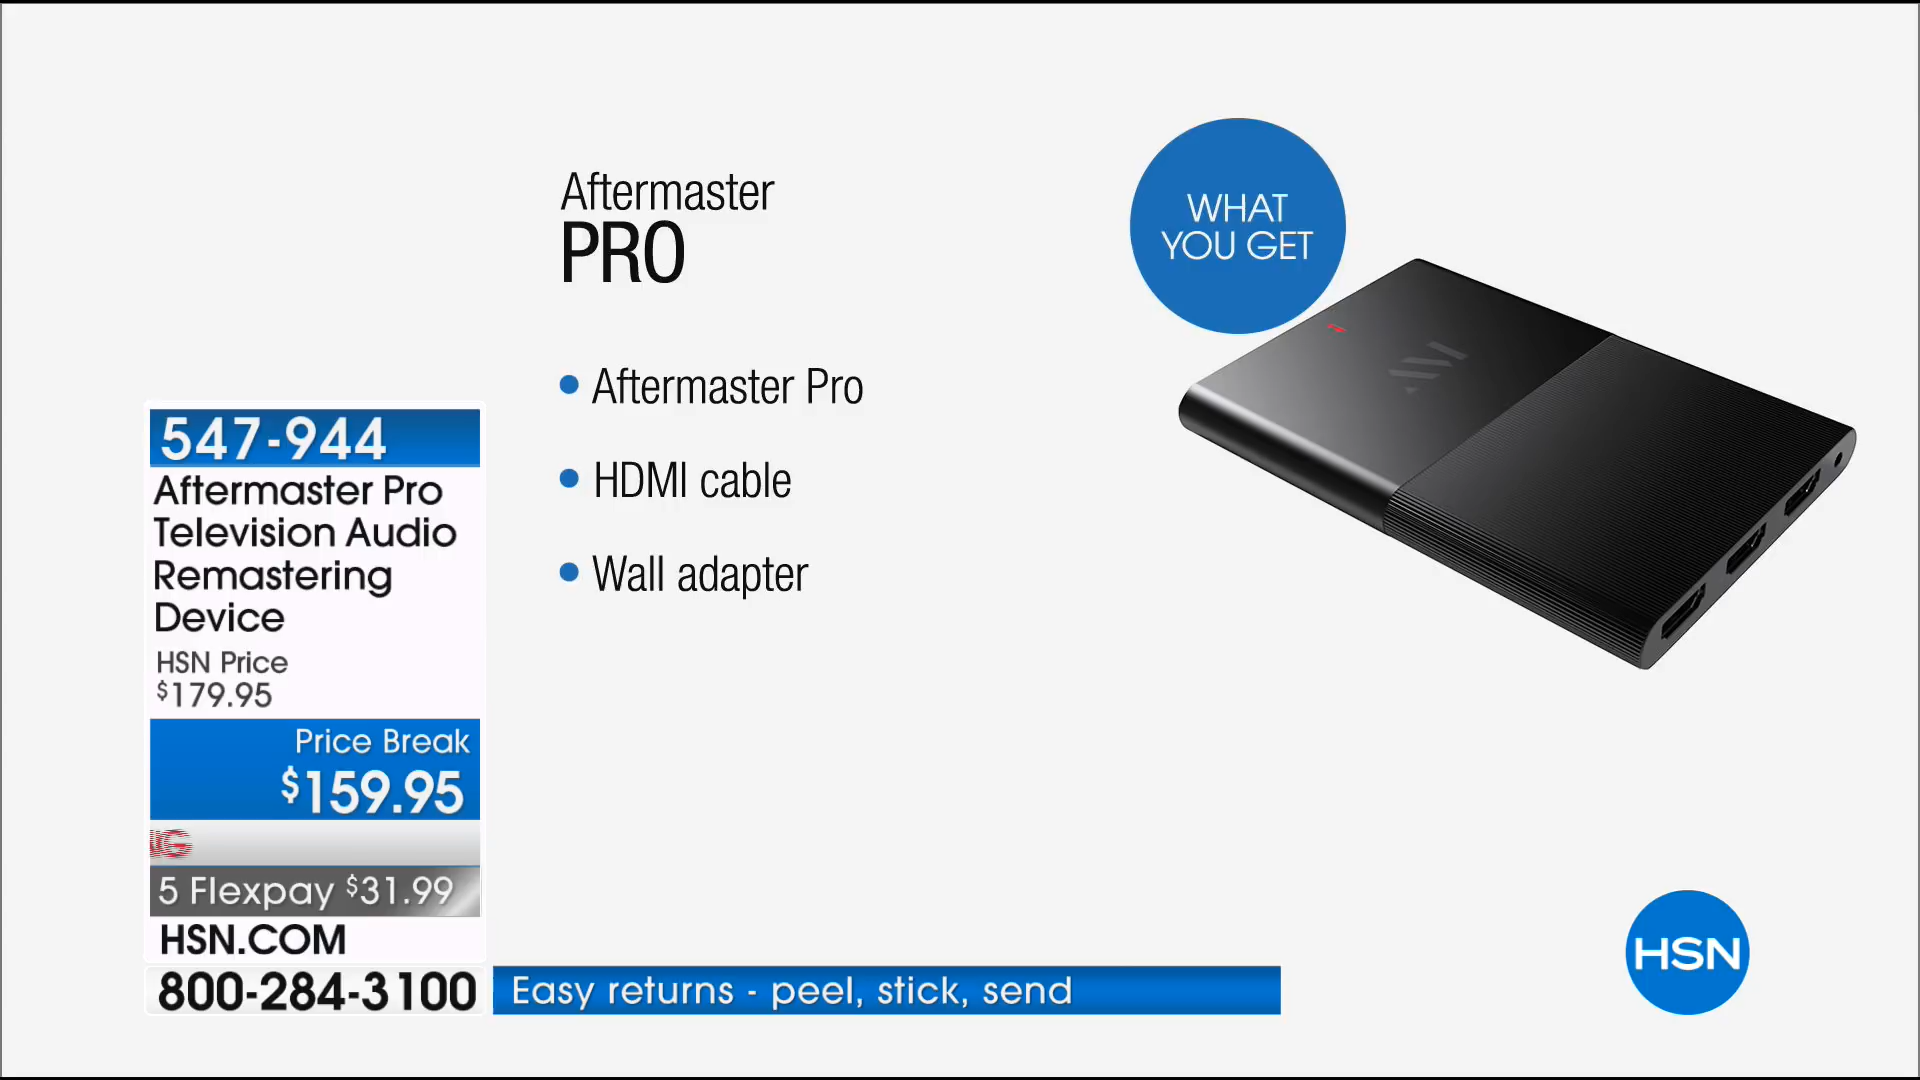 Aftermaster
PRO
WHAT
YOU GET
Aftermaster Pro
HDMI cable
Wall adapter
547-944
Aftermaster Pro
Television Audio
Remastering
Device
HSN Price
$179.95
Price Break
$159.95
5 Flexpay $31.99
HSN.COM
800-284-3100
Easy returns - peel, stick, send
HSN